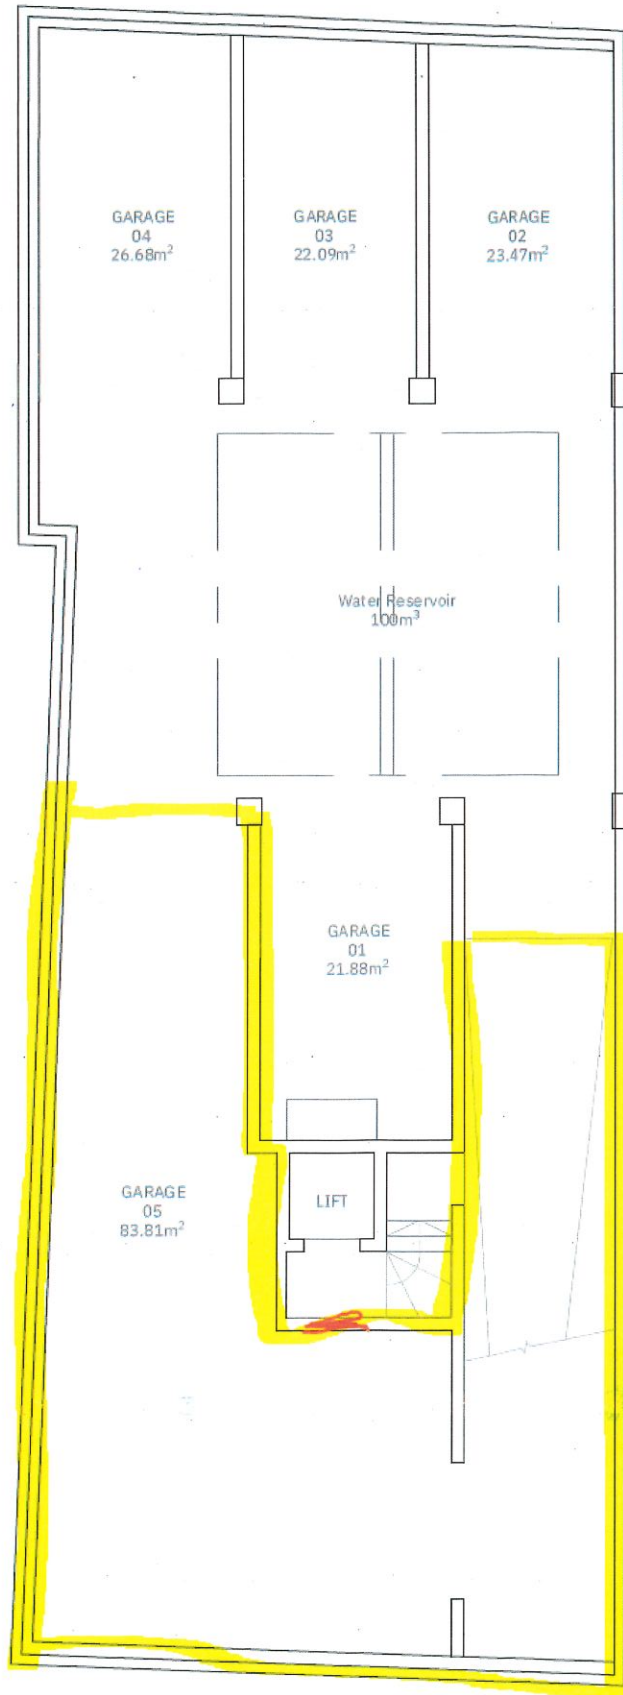 GARAGE
04
26.68m²
GARAGE
03
22.09m²
GARAGE
02
23.47m²
Water Reservoir
100m³
GARAGE
01
21.88m²
GARAGE
05
83.81m²
LIFT